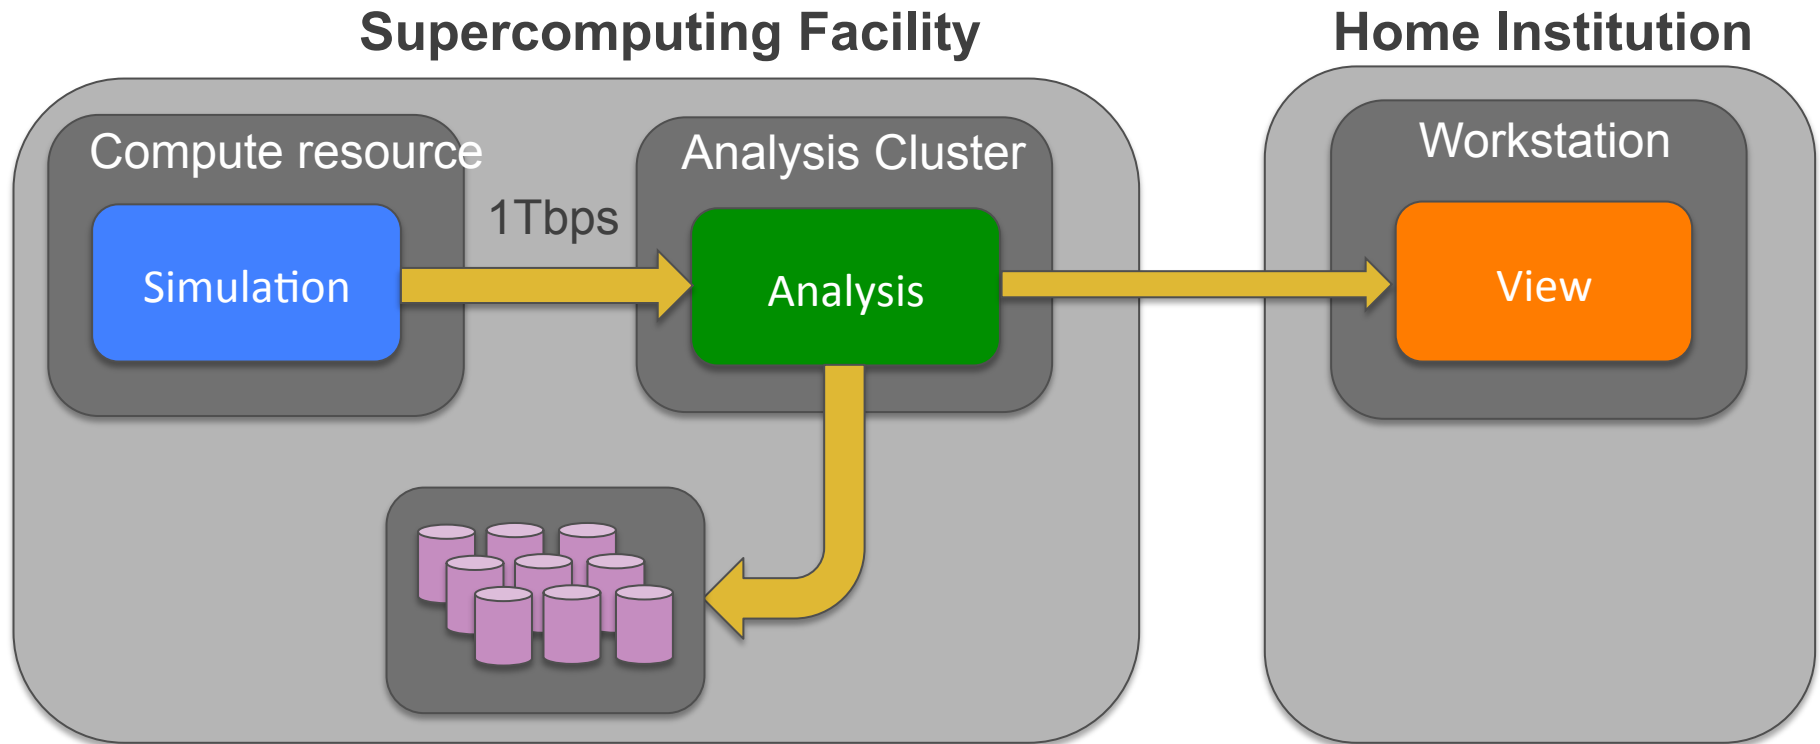 Supercomputing Facility
Home Institution
Compute resource
Analysis Cluster
Workstation
1Tbps
Simulation
Analysis
View